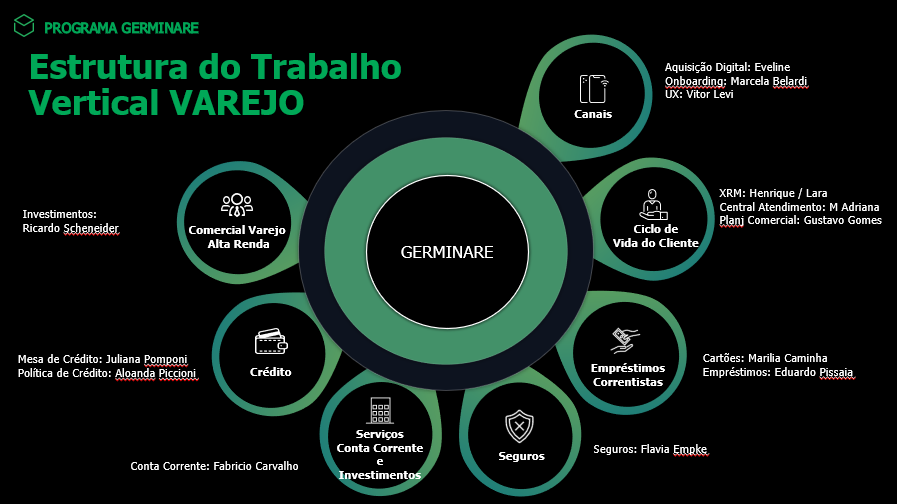 PROGRAMA GERMINARE
Estrutura do Trabalho
Vertical VAREJO
Canais
Aquisição Digital: Eveline
Onboarding: Marcela Belardi
UX: Vitor Levi
Ciclo de
Vida do Cliente
XRM: Henrique / Lara
Central Atendimento: M Adriana
Planj Comercial: Gustavo Gomes
Investimentos:
Ricardo Scheneider
Comercial Varejo
Alta Renda
GERMINARE
Mesa de Crédito: Juliana Pomponi
Política de Crédito: Aloanda Piccioni
Crédito
Empréstimos
Correntistas
Cartões: Marilia Caminha
Empréstimos: Eduardo Pissaia
Conta Corrente: Fabricio Carvalho
Serviços
Conta Corrente
e
Investimentos
Seguros
Seguros: Flavia Empke